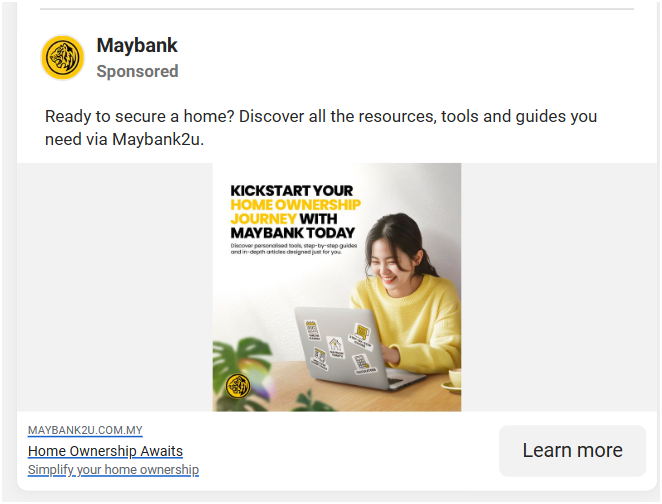 Maybank
Sponsored
Ready to secure a home? Discover all the resources, tools and guides you
need via Maybank2u.
KICKSTART YOUR
HOME OWNERSHIP
JOURNEY WITH
MAYBANK TODAY
Discover personalised tools, step-by-step guides
and in-depth articles designed just for you.
MAYBANK2U.COM.MY
Home Ownership Awaits
Simplify your home ownership
Learn more